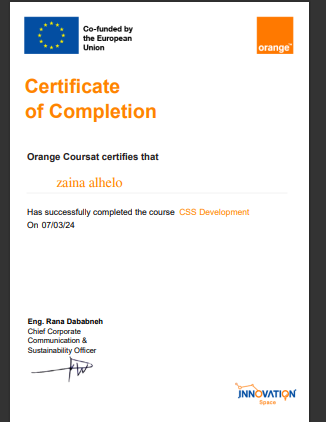 Co-funded by
the European
Union
orange™
Certificate
of Completion
Orange Coursat certifies that
zaina alhelo
Has successfully completed the course CSS Development
On 07/03/24
Eng. Rana Dababneh
Chief Corporate
Communication &
Sustainability Officer
INNOVATION
Space